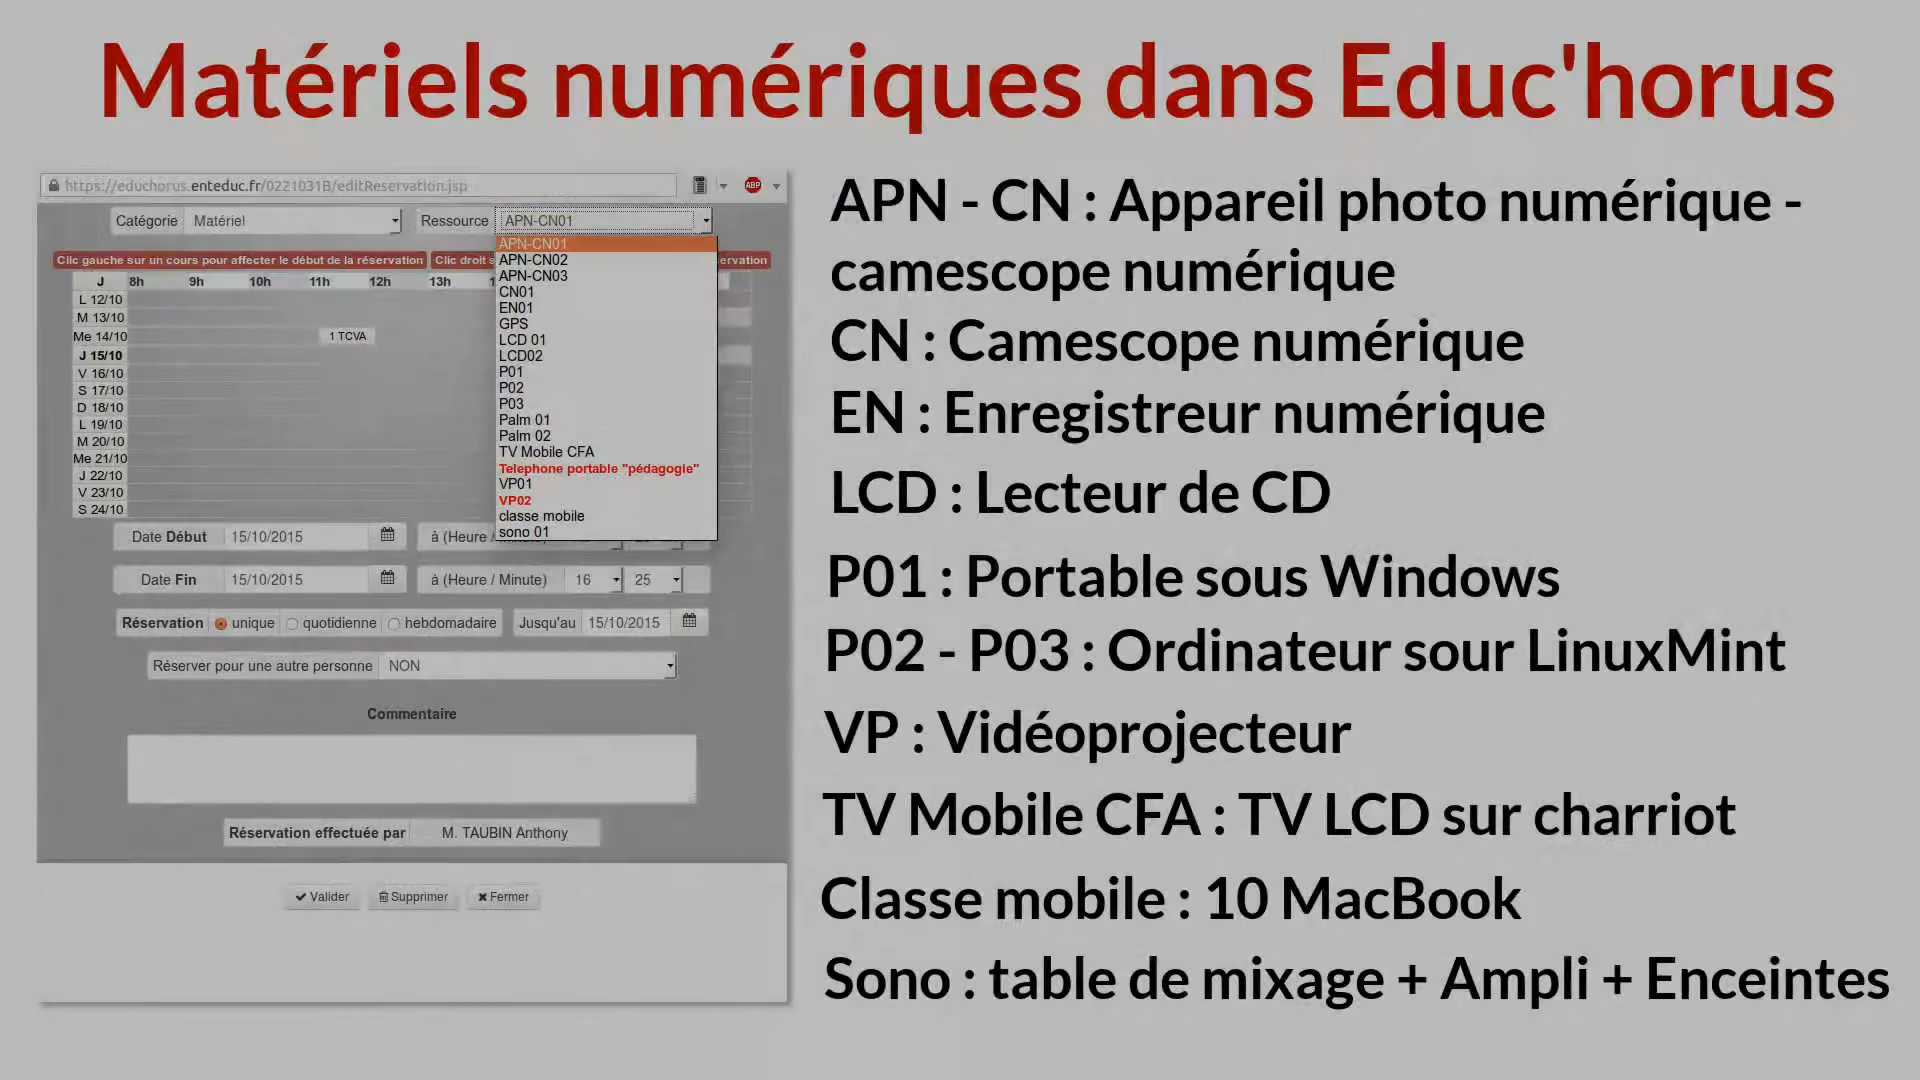 Matériels numériques dans Educ'horus
https://educhorus.enteduc.fr/0221031B/editReservation.jsp
ABP
Catégorie Matériel Ressource APN-CN01
APN-CN01
APN-CN02
APN-CN03
CN01
EN01
GPS
LCD 01
LCD02
P01
P02
P03
Palm 01
Palm 02
TV Mobile CFA
Telephone portable "pédagogie"
VP01
VP02
classe mobile
sono 01
Clic gauche sur un cours pour affecter le début de la réservation Clic droit
J 8h 9h 10h 11h 12h 13h
L 12/10
M 13/10
Me 14/10 1 TCVA
J 15/10
V 16/10
S 17/10
D 18/10
L 19/10
M 20/10
Me 21/10
J 22/10
V 23/10
S 24/10
Date Début 15/10/2015 à (Heure /
Date Fin 15/10/2015 à (Heure / Minute) 16 25
Réservation unique quotidienne hebdomadaire Jusqu'au 15/10/2015
Réserver pour une autre personne NON
Commentaire
Réservation effectuée par M. TAUBIN Anthony
Valider Supprimer Fermer
APN - CN : Appareil photo numérique -
camescope numérique
CN : Camescope numérique
EN : Enregistreur numérique
LCD : Lecteur de CD
P01 : Portable sous Windows
P02 - P03 : Ordinateur sour LinuxMint
VP : Vidéoprojecteur
TV Mobile CFA : TV LCD sur charriot
Classe mobile : 10 MacBook
Sono : table de mixage + Ampli + Enceintes